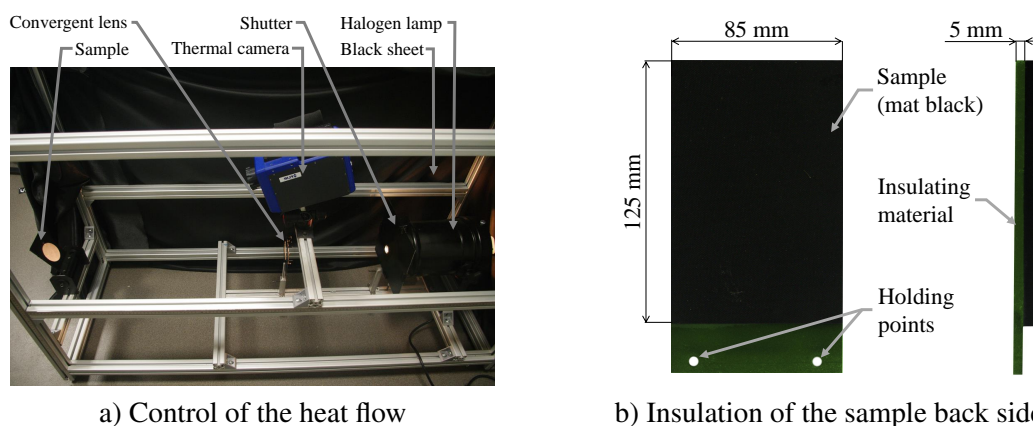 Convergent lens
Shutter
Halogen lamp
Sample
Thermal camera
Black sheet
85 mm
5 mm
Sample
(mat black)
125 mm
Insulating
material
Holding
points
a) Control of the heat flow
b) Insulation of the sample back side